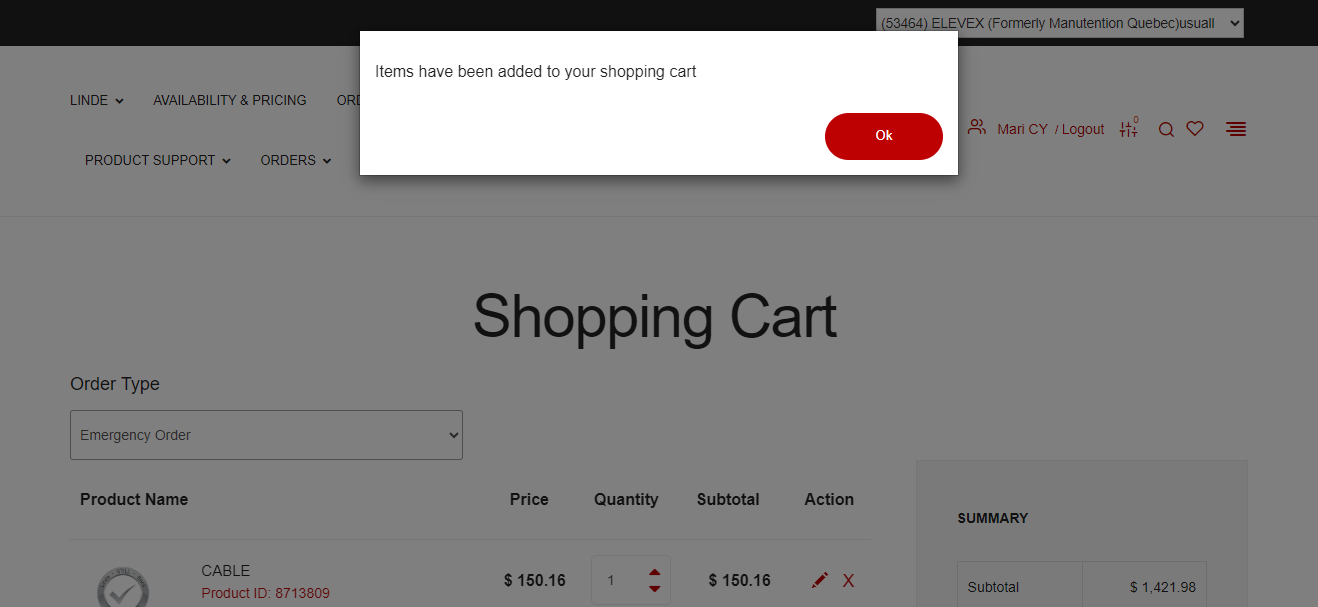 (53464) ELEVEX (Formerly Manutention Quebec)usuall
Items have been added to your shopping cart
Ok
LINDE
AVAILABILITY & PRICING
PRODUCT SUPPORT
ORDERS
Mari CY / Logout
0
Shopping Cart
Order Type
Emergency Order
Product Name Price Quantity Subtotal Action
CABLE
Product ID: 8713809
$ 150.16 1 $ 150.16 X
SUMMARY
Subtotal $ 1,421.98